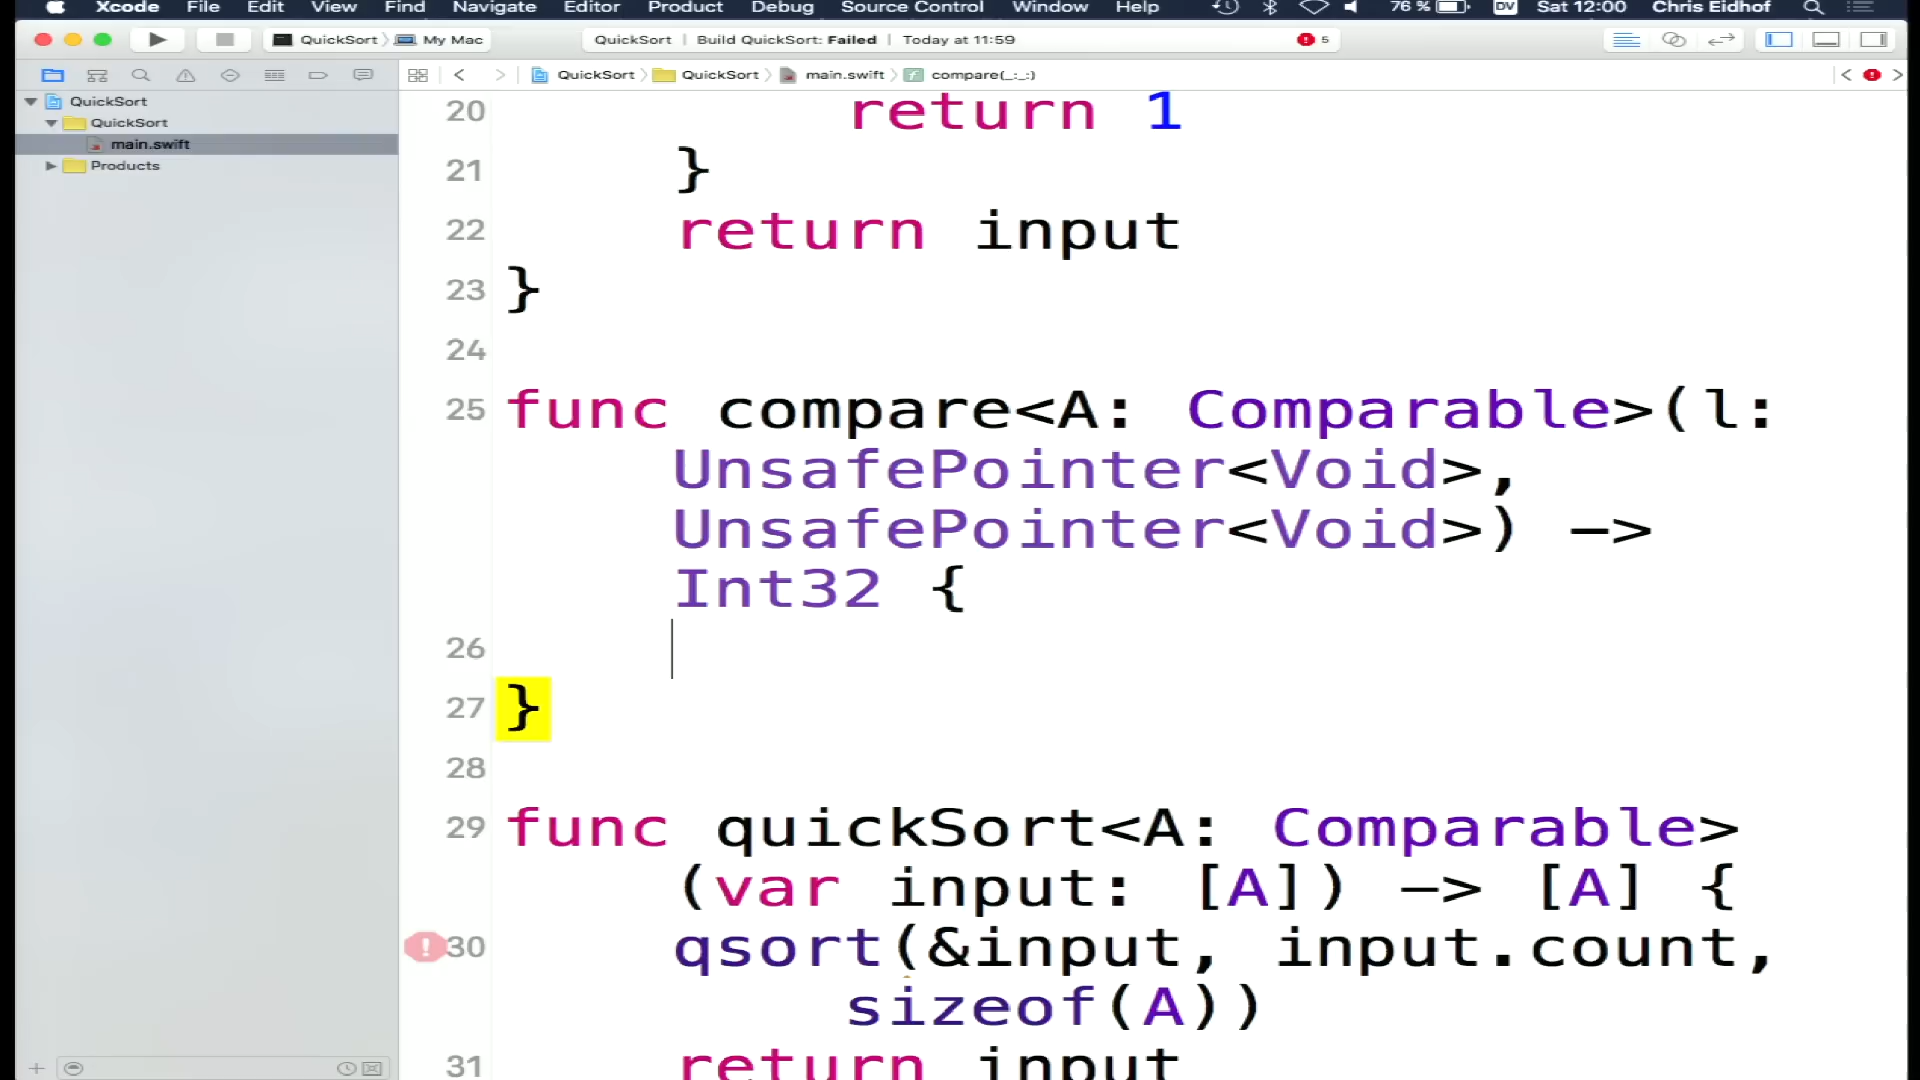 Xcode File Edit View Find Navigate Editor Product Debug Source Control Window Help 76 % DV Sat 12:00 Chris Eidhof
QuickSort My Mac QuickSort | Build QuickSort: Failed | Today at 11:59 5
QuickSort QuickSort main.swift compare(_:_:)
QuickSort
QuickSort
main.swift
Products
20 return 1
21 }
22 return input
23 }
24
25 func compare<A: Comparable>(l:
UnsafePointer<Void>,
UnsafePointer<Void>) ->
Int32 {
26
27 }
28
29 func quickSort<A: Comparable>
(var input: [A]) -> [A] {
30 qsort(&input, input.count,
sizeof(A))
31 return input